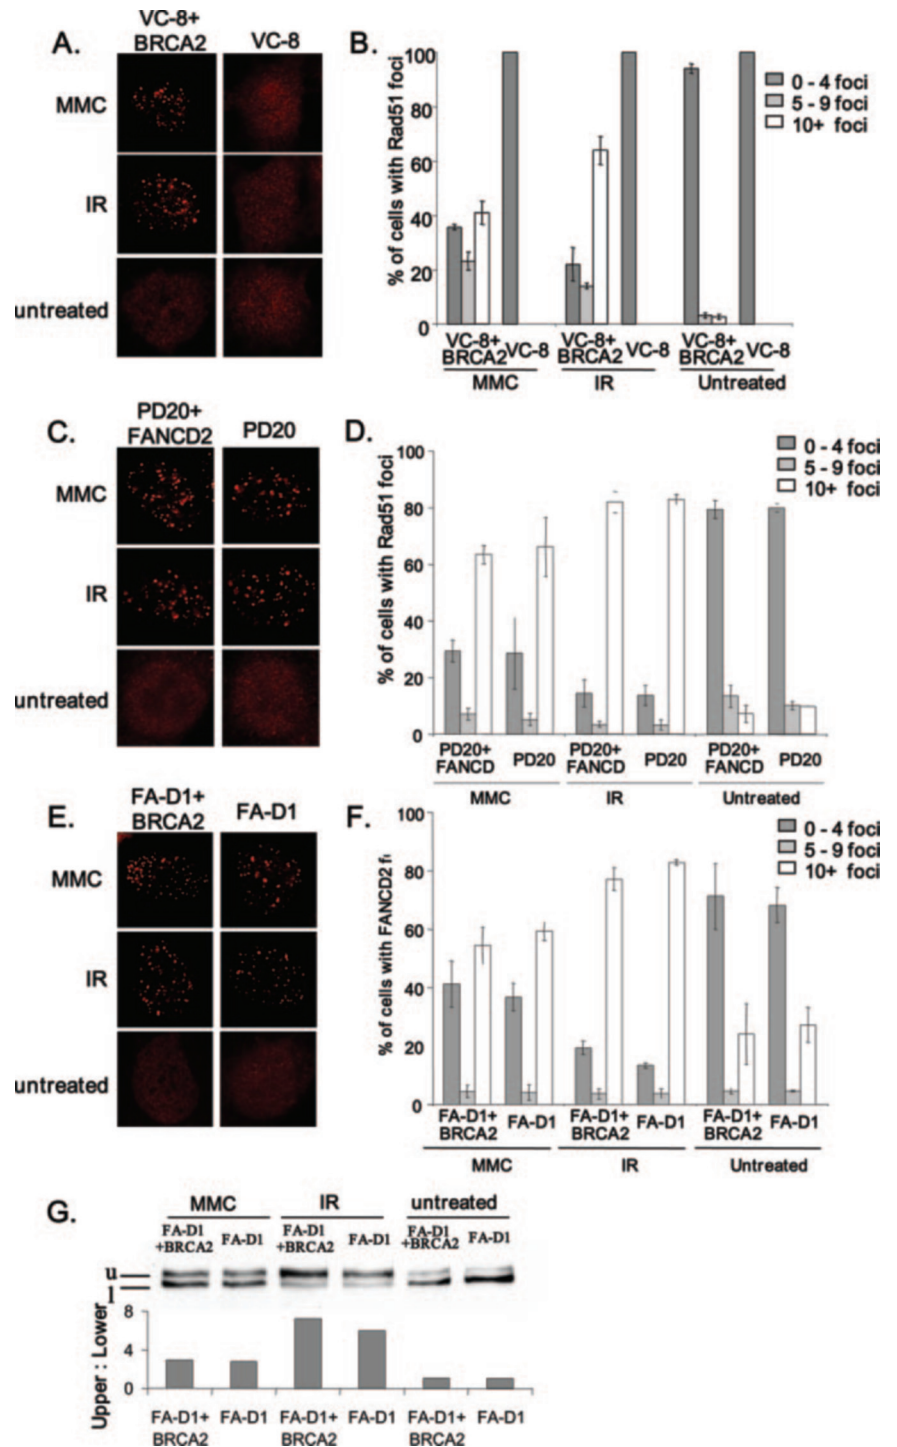 A.
VC-8+
BRCA2
VC-8
MMC
IR
untreated
B.
% of cells with Rad51 foci
100
80
60
40
20
0
0 - 4 foci
5 - 9 foci
10+ foci
VC-8+
BRCA2
VC-8
VC-8+
BRCA2
VC-8
VC-8+
BRCA2
VC-8
MMC
IR
Untreated
C.
PD20+
FANCD2
PD20
MMC
IR
untreated
D.
% of cells with Rad51 foci
100
80
60
40
20
0
0 - 4 foci
5 - 9 foci
10+ foci
PD20+
FANCD
PD20
PD20+
FANCD
PD20
PD20+
FANCD
PD20
MMC
IR
Untreated
E.
FA-D1+
BRCA2
FA-D1
MMC
IR
untreated
F.
% of cells with FANCD2 f
100
80
60
40
20
0
0 - 4 foci
5 - 9 foci
10+ foci
FA-D1+
BRCA2
FA-D1
FA-D1+
BRCA2
FA-D1
FA-D1+
BRCA2
FA-D1
MMC
IR
Untreated
G.
MMC
IR
untreated
FA-D1
+BRCA2
FA-D1
FA-D1
+BRCA2
FA-D1
FA-D1
+BRCA2
FA-D1
u
l
Upper : Lower
8
4
0
FA-D1+
BRCA2
FA-D1
FA-D1+
BRCA2
FA-D1
FA-D1+
BRCA2
FA-D1